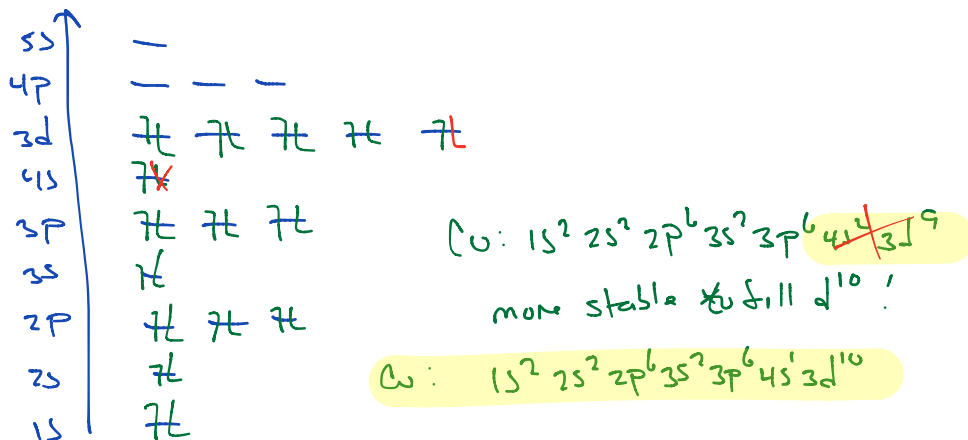 5s
4p
3d
4s
3p
3s
2p
2s
1s
Cu: 1s² 2s² 2p⁶ 3s² 3p⁶ 4s² 3d⁹
more stable to fill d¹⁰!
Cu: 1s² 2s² 2p⁶ 3s² 3p⁶ 4s¹ 3d¹⁰